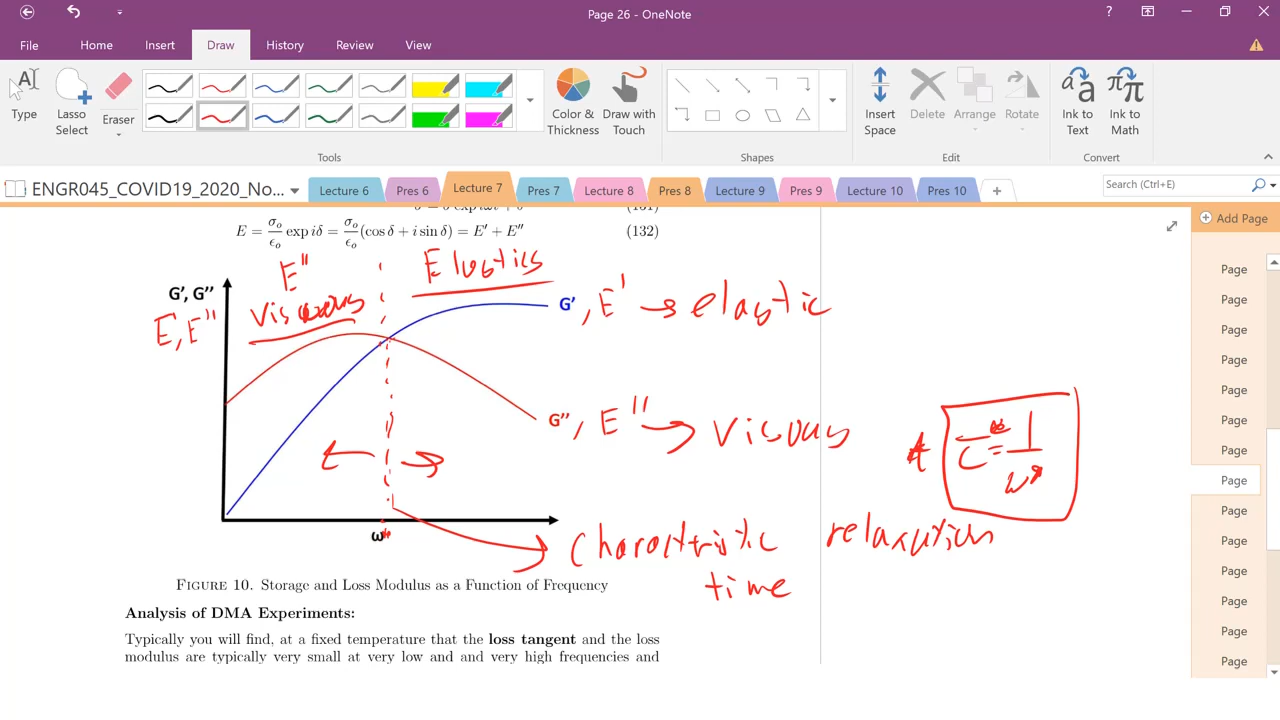 Page 26 - OneNote
File Home Insert Draw History Review View
Type Lasso Select Eraser Color & Thickness Draw with Touch Insert Space Delete Arrange Rotate Ink to Text Ink to Math
Tools Shapes Edit Convert
ENGR045_COVID19_2020_No... Lecture 6 Pres 6 Lecture 7 Pres 7 Lecture 8 Pres 8 Lecture 9 Pres 9 Lecture 10 Pres 10 Search (Ctrl+E)
Add Page
E = σo/ϵo exp iδ = σo/ϵo (cos δ + i sin δ) = E′ + E″ (132)
E″ Elastics
viscous
G′, G″
E, E″
G′, E′ → elastic
G″, E″ → viscous
τ* = 1/ω*
ω*
Charactristic relaxation
time
FIGURE 10. Storage and Loss Modulus as a Function of Frequency
Analysis of DMA Experiments:
Typically you will find, at a fixed temperature that the loss tangent and the loss
modulus are typically very small at very low and and very high frequencies and
Page
Page
Page
Page
Page
Page
Page
Page
Page
Page
Page
Page
Page
Page